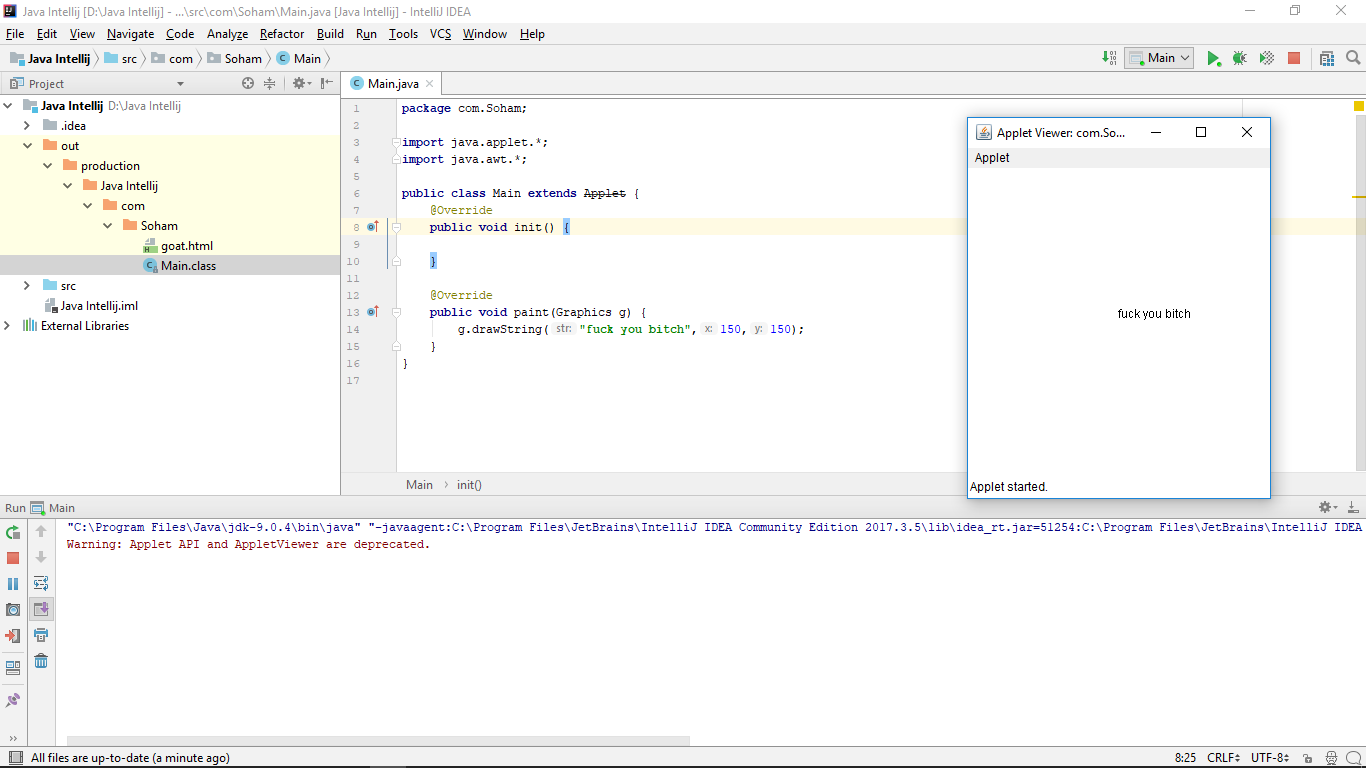 Java Intellij [D:\Java Intellij] - ...\src\com\Soham\Main.java [Java Intellij] - IntelliJ IDEA
File Edit View Navigate Code Analyze Refactor Build Run Tools VCS Window Help
Java Intellij src com Soham Main
Main
Project
Main.java
Java Intellij D:\Java Intellij
.idea
out
production
Java Intellij
com
Soham
goat.html
Main.class
src
Java Intellij.iml
External Libraries
1 package com.Soham;
2
3 import java.applet.*;
4 import java.awt.*;
5
6 public class Main extends Applet {
7 @Override
8 public void init() {
9
10 }
11
12 @Override
13 public void paint(Graphics g) {
14 g.drawString( str: "fuck you bitch", x: 150, y: 150);
15 }
16 }
17
Main init()
Applet Viewer: com.So...
Applet
fuck you bitch
Applet started.
Run Main
"C:\Program Files\Java\jdk-9.0.4\bin\java" "-javaagent:C:\Program Files\JetBrains\IntelliJ IDEA Community Edition 2017.3.5\lib\idea_rt.jar=51254:C:\Program Files\JetBrains\IntelliJ IDEA
Warning: Applet API and AppletViewer are deprecated.
All files are up-to-date (a minute ago)
8:25 CRLF UTF-8